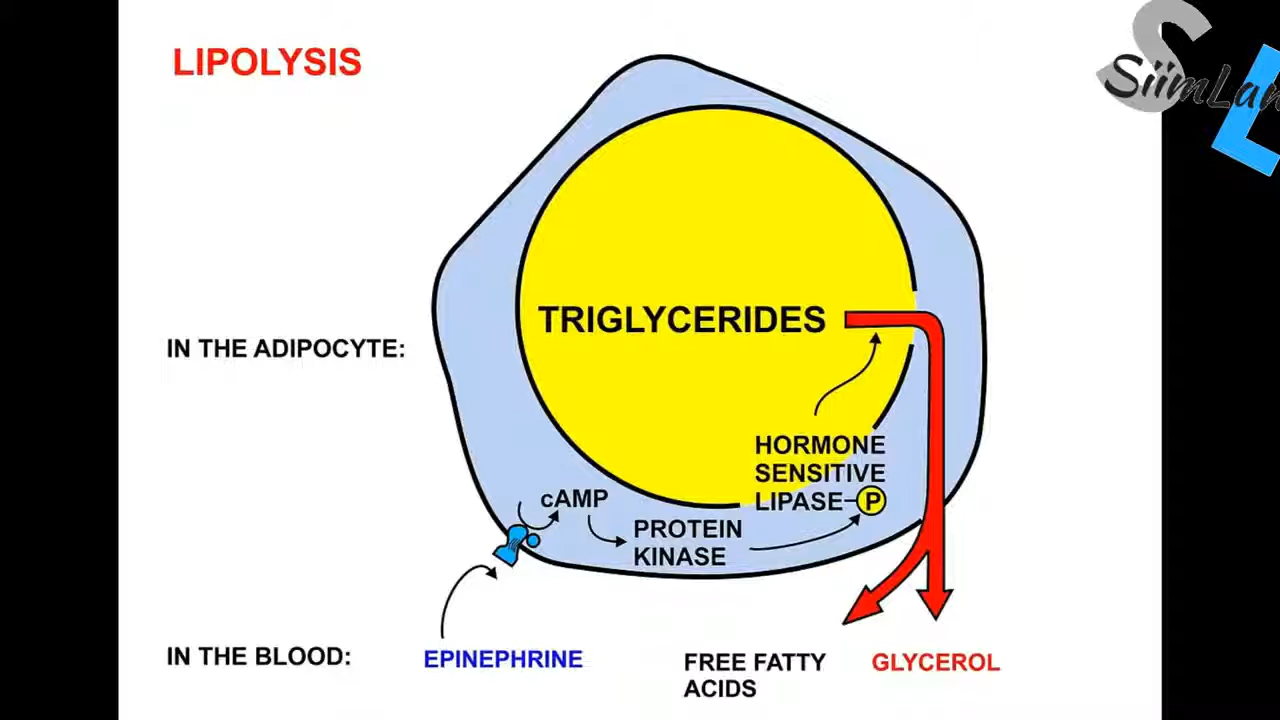 LIPOLYSIS
SiimLan
TRIGLYCERIDES
IN THE ADIPOCYTE:
HORMONE
SENSITIVE
LIPASE–P
cAMP
PROTEIN
KINASE
IN THE BLOOD:
EPINEPHRINE
FREE FATTY
ACIDS
GLYCEROL